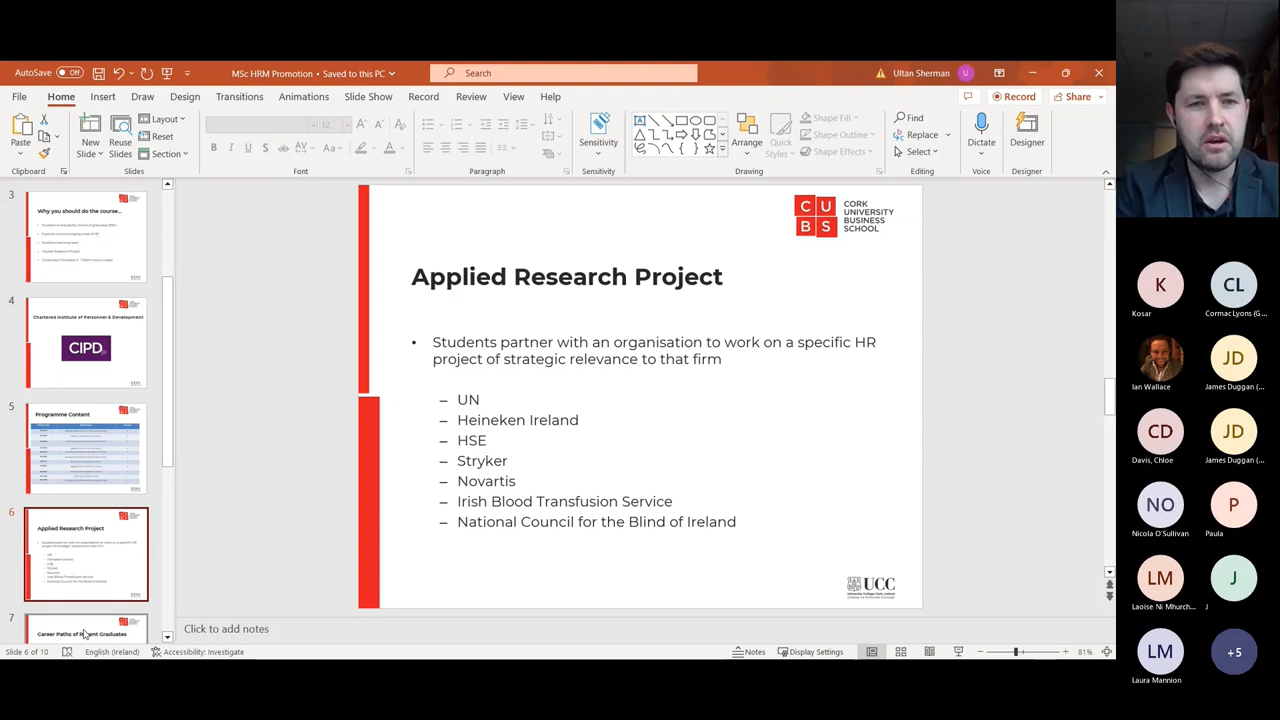 AutoSave Off
MSc HRM Promotion • Saved to this PC
Search
Ultan Sherman U
File Home Insert Draw Design Transitions Animations Slide Show Record Review View Help
Record Share
Paste
New
Slide
Reuse
Slides
Layout
Reset
Section
12
Sensitivity
Arrange
Quick
Styles
Shape Fill
Shape Outline
Shape Effects
Find
Replace
Select
Dictate
Designer
Clipboard Slides Font Paragraph Sensitivity Drawing Editing Voice Designer
3
Why you should do the course...
4
Chartered Institute of Personnel & Development
CIPD
5
Programme Content
6
Applied Research Project
7
Career Paths of Recent Graduates
CUBS
CORK
UNIVERSITY
BUSINESS
SCHOOL
Applied Research Project
• Students partner with an organisation to work on a specific HR
project of strategic relevance to that firm
– UN
– Heineken Ireland
– HSE
– Stryker
– Novartis
– Irish Blood Transfusion Service
– National Council for the Blind of Ireland
UCC
University College Cork, Ireland
Click to add notes
Slide 6 of 10 English (Ireland) Accessibility: Investigate
Notes Display Settings 81%
K CL
Kosar Cormac Lyons (G...
JD
Ian Wallace James Duggan (...
CD JD
Davis, Chloe James Duggan (...
NO P
Nicola O'Sullivan Paula
LM J
Laoise Ni Mhurch... J
LM +5
Laura Mannion